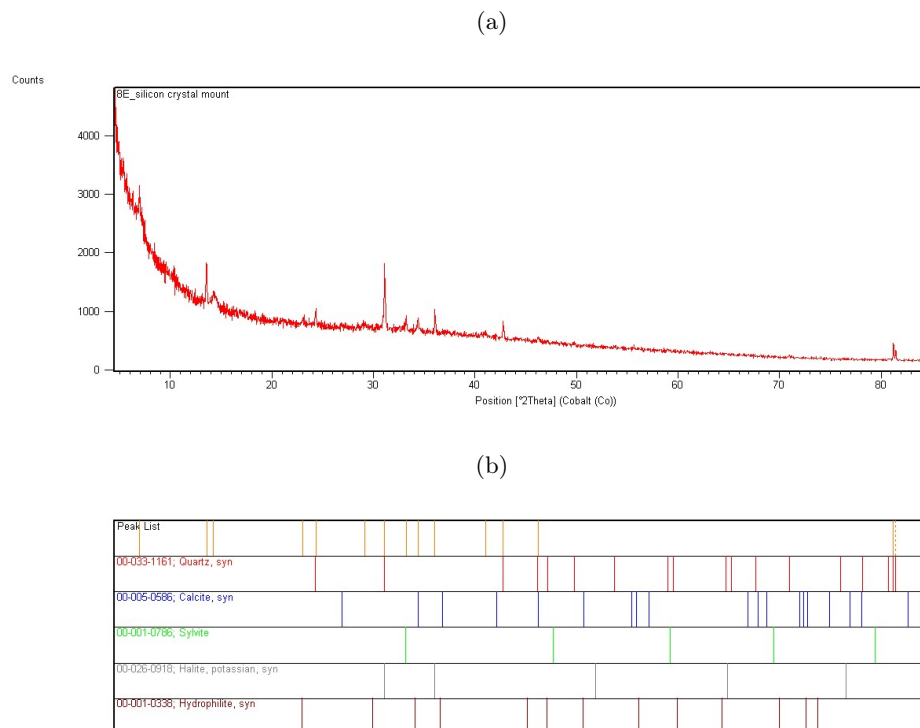 (a)
Counts
8E_silicon crystal mount
4000
3000
2000
1000
0
10 20 30 40 50 60 70 80
Position [°2Theta] (Cobalt (Co))
(b)
Peak List
00-033-1161; Quartz, syn
00-005-0586; Calcite, syn
00-001-0786; Sylvite
00-026-0918; Halite, potassian, syn
00-001-0338; Hydrophilite, syn